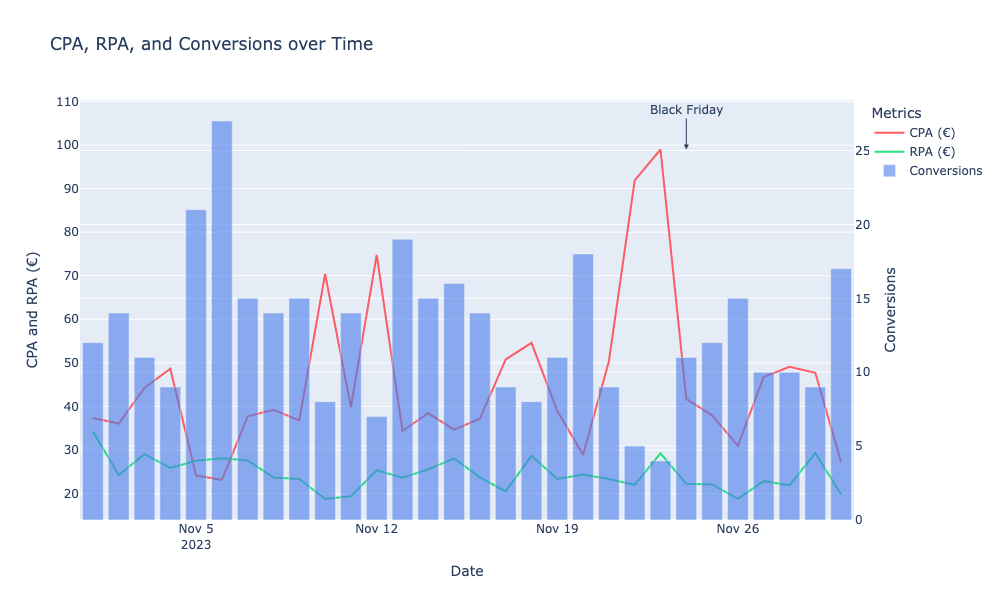 CPA, RPA, and Conversions over Time
Black Friday
Metrics
CPA (€)
RPA (€)
Conversions
110
100
90
80
70
60
50
40
30
20
CPA and RPA (€)
25
20
15
10
5
0
Conversions
Nov 5
2023
Nov 12
Nov 19
Nov 26
Date